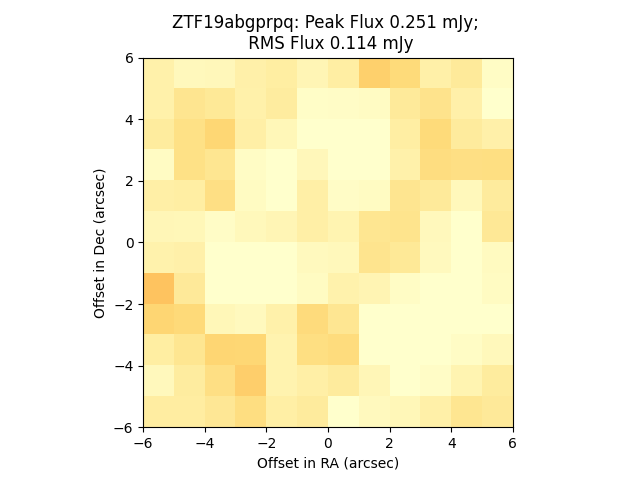 ZTF19abgprpq: Peak Flux 0.251 mJy;
RMS Flux 0.114 mJy
6
4
2
0
−2
−4
−6
Offset in Dec (arcsec)
−6 −4 −2 0 2 4 6
Offset in RA (arcsec)